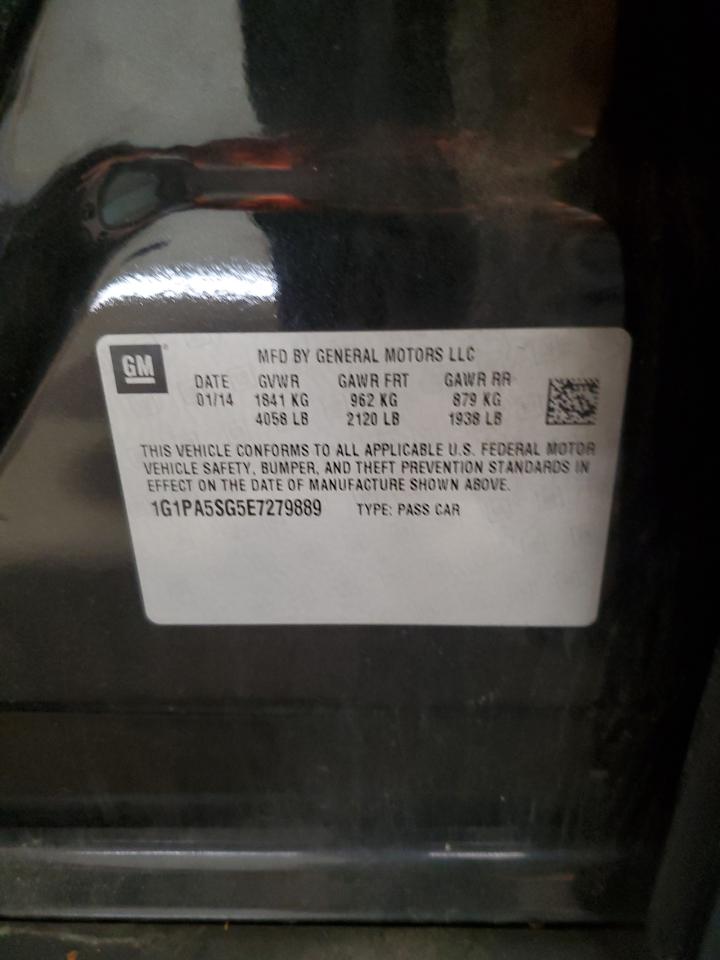 GM
MFD BY GENERAL MOTORS LLC
DATE GVWR GAWR FRT GAWR RR
01/14 1841 KG 962 KG 879 KG
4058 LB 2120 LB 1938 LB
THIS VEHICLE CONFORMS TO ALL APPLICABLE U.S. FEDERAL MOTOR
VEHICLE SAFETY, BUMPER, AND THEFT PREVENTION STANDARDS IN
EFFECT ON THE DATE OF MANUFACTURE SHOWN ABOVE.
1G1PA5SG5E7279889 TYPE: PASS CAR